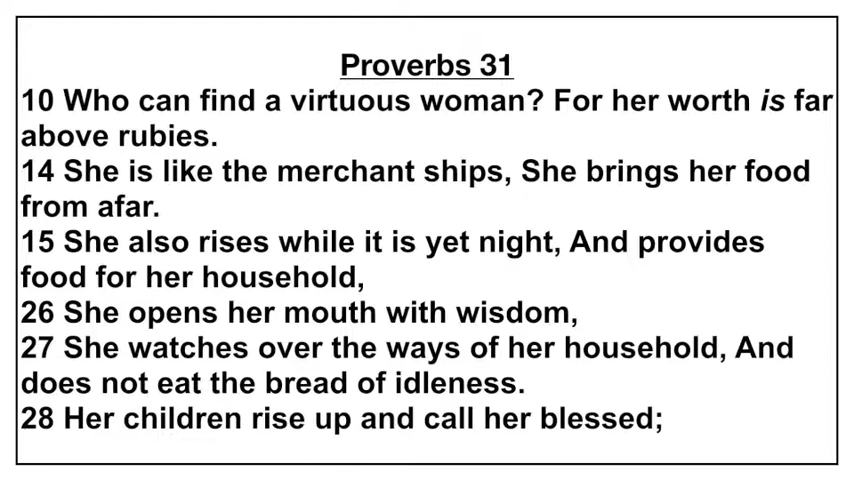 Proverbs 31
10 Who can find a virtuous woman? For her worth is far
above rubies.
14 She is like the merchant ships, She brings her food
from afar.
15 She also rises while it is yet night, And provides
food for her household,
26 She opens her mouth with wisdom,
27 She watches over the ways of her household, And
does not eat the bread of idleness.
28 Her children rise up and call her blessed;